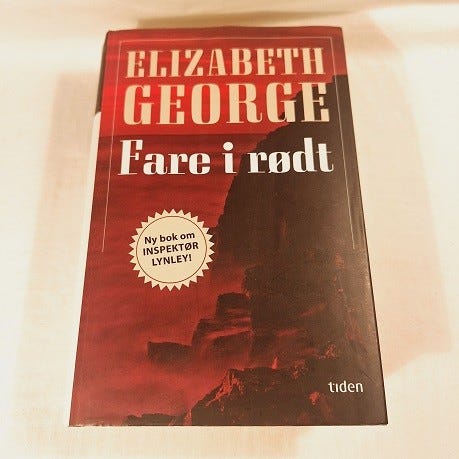 ELIZABETH
GEORGE
Fare i rødt
Ny bok om
INSPEKTØR
LYNLEY!
tiden